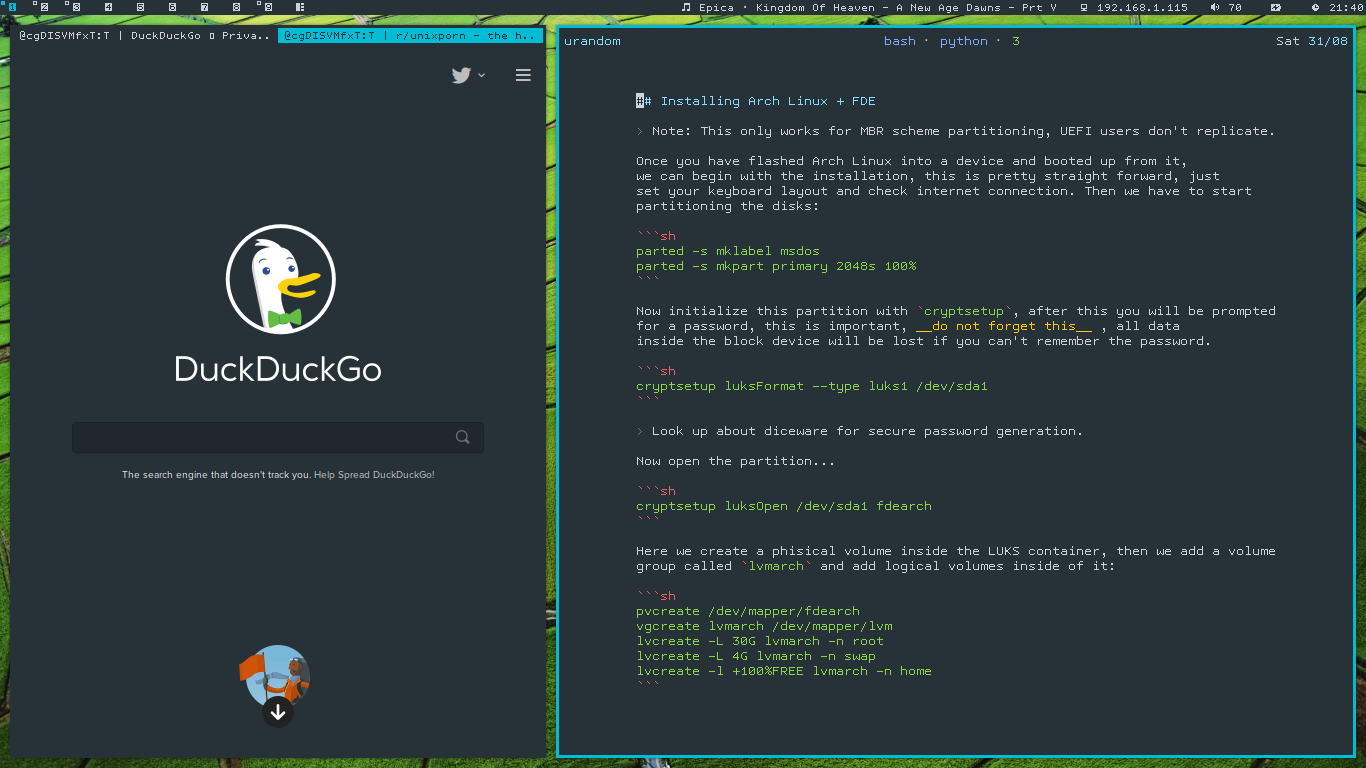 1 2 3 4 5 6 7 8 9
Epica · Kingdom Of Heaven - A New Age Dawns - Prt V 192.168.1.115 70 21:40
@cgDISVMfxT:T | DuckDuckGo ▯ Priva..
@cgDISVMfxT:T | r/unixporn - the h..
DuckDuckGo
The search engine that doesn't track you. Help Spread DuckDuckGo!
urandom bash · python · 3 Sat 31/08
## Installing Arch Linux + FDE
> Note: This only works for MBR scheme partitioning, UEFI users don't replicate.
Once you have flashed Arch Linux into a device and booted up from it,
we can begin with the installation, this is pretty straight forward, just
set your keyboard layout and check internet connection. Then we have to start
partitioning the disks:
```sh
parted -s mklabel msdos
parted -s mkpart primary 2048s 100%
```
Now initialize this partition with `cryptsetup`, after this you will be prompted
for a password, this is important, __do not forget this__ , all data
inside the block device will be lost if you can't remember the password.
```sh
cryptsetup luksFormat --type luks1 /dev/sda1
```
> Look up about diceware for secure password generation.
Now open the partition...
```sh
cryptsetup luksOpen /dev/sda1 fdearch
```
Here we create a phisical volume inside the LUKS container, then we add a volume
group called `lvmarch` and add logical volumes inside of it:
```sh
pvcreate /dev/mapper/fdearch
vgcreate lvmarch /dev/mapper/lvm
lvcreate -L 30G lvmarch -n root
lvcreate -L 4G lvmarch -n swap
lvcreate -l +100%FREE lvmarch -n home
```